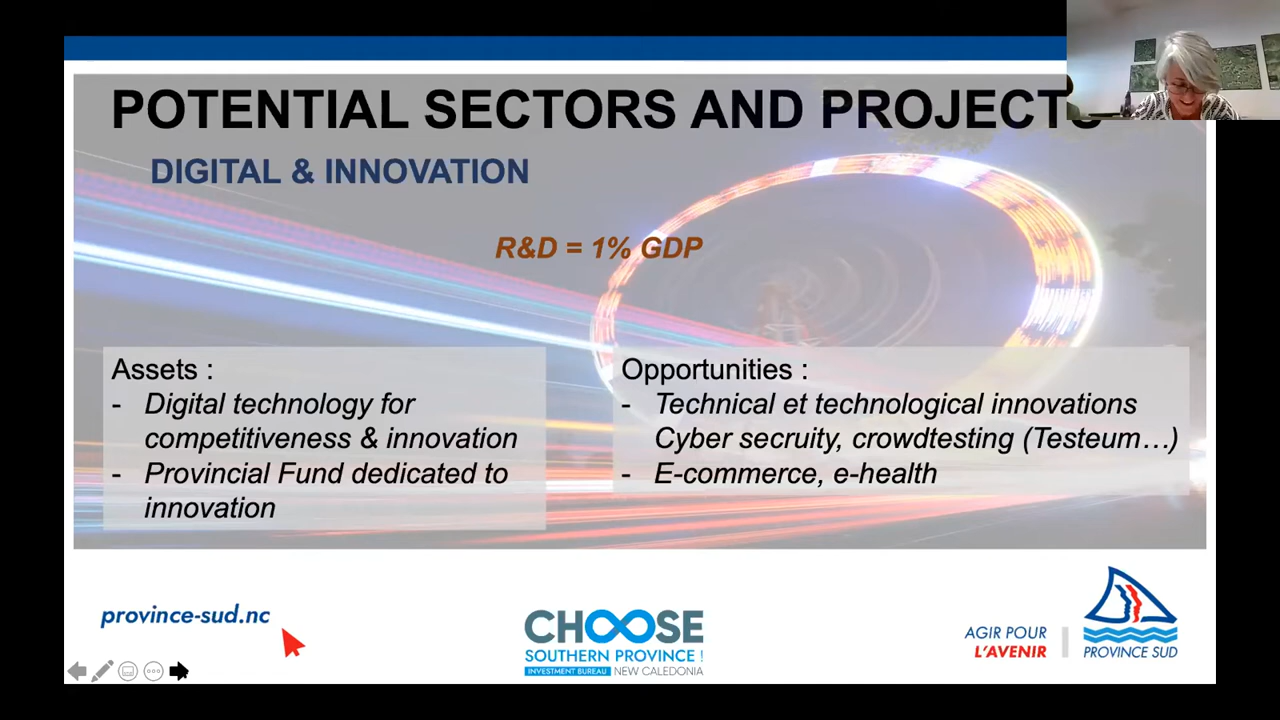 POTENTIAL SECTORS AND PROJECTS
DIGITAL & INNOVATION
R&D = 1% GDP
Assets :
- Digital technology for
competitiveness & innovation
- Provincial Fund dedicated to
innovation
Opportunities :
- Technical et technological innovations
Cyber secruity, crowdtesting (Testeum…)
- E-commerce, e-health
province-sud.nc
CHOOSE
SOUTHERN PROVINCE !
INVESTMENT BUREAU NEW CALEDONIA
AGIR POUR
L'AVENIR
PROVINCE SUD